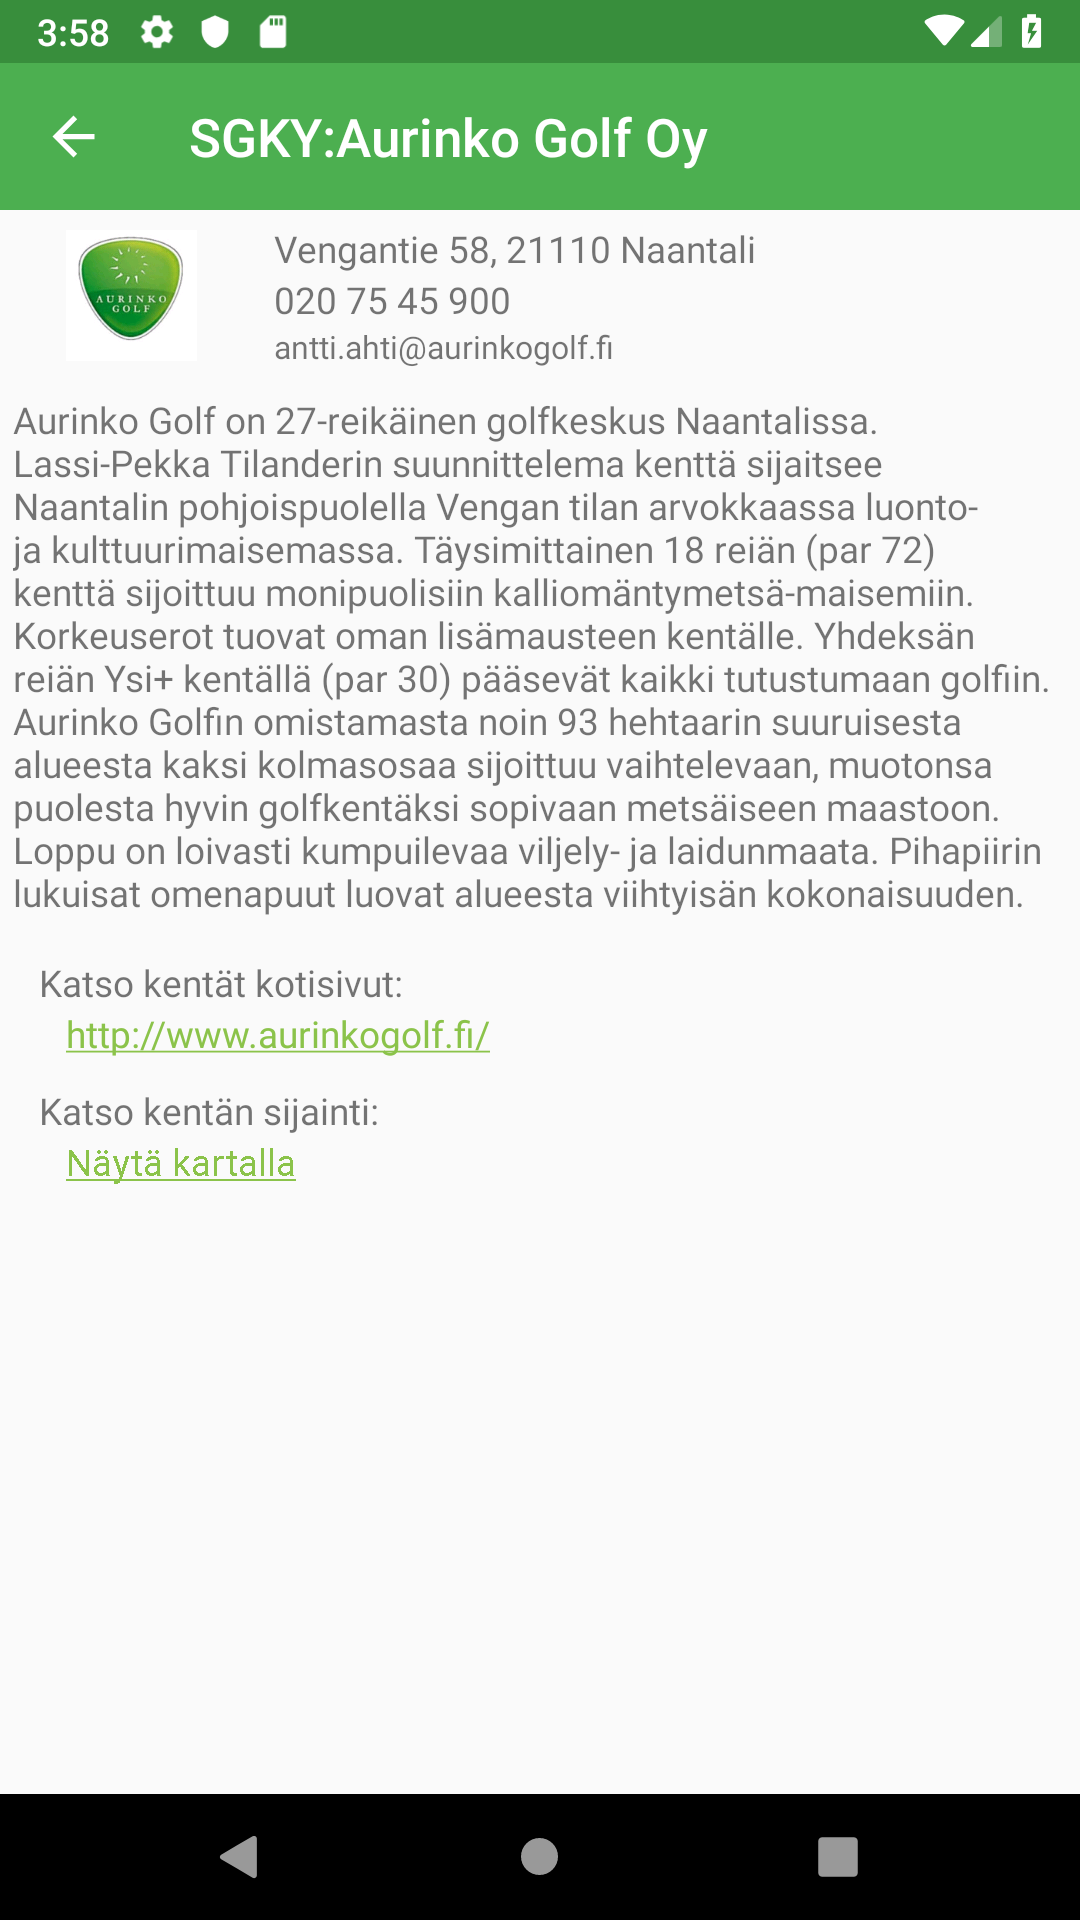 3:58
SGKY:Aurinko Golf Oy
AURINKO
GOLF
Vengantie 58, 21110 Naantali
020 75 45 900
antti.ahti@aurinkogolf.fi
Aurinko Golf on 27-reikäinen golfkeskus Naantalissa.
Lassi-Pekka Tilanderin suunnittelema kenttä sijaitsee
Naantalin pohjoispuolella Vengan tilan arvokkaassa luonto-
ja kulttuurimaisemassa. Täysimittainen 18 reiän (par 72)
kenttä sijoittuu monipuolisiin kalliomäntymetsä-maisemiin.
Korkeuserot tuovat oman lisämausteen kentälle. Yhdeksän
reiän Ysi+ kentällä (par 30) pääsevät kaikki tutustumaan golfiin.
Aurinko Golfin omistamasta noin 93 hehtaarin suuruisesta
alueesta kaksi kolmasosaa sijoittuu vaihtelevaan, muotonsa
puolesta hyvin golfkentäksi sopivaan metsäiseen maastoon.
Loppu on loivasti kumpuilevaa viljely- ja laidunmaata. Pihapiirin
lukuisat omenapuut luovat alueesta viihtyisän kokonaisuuden.
Katso kentät kotisivut:
http://www.aurinkogolf.fi/
Katso kentän sijainti:
Näytä kartalla